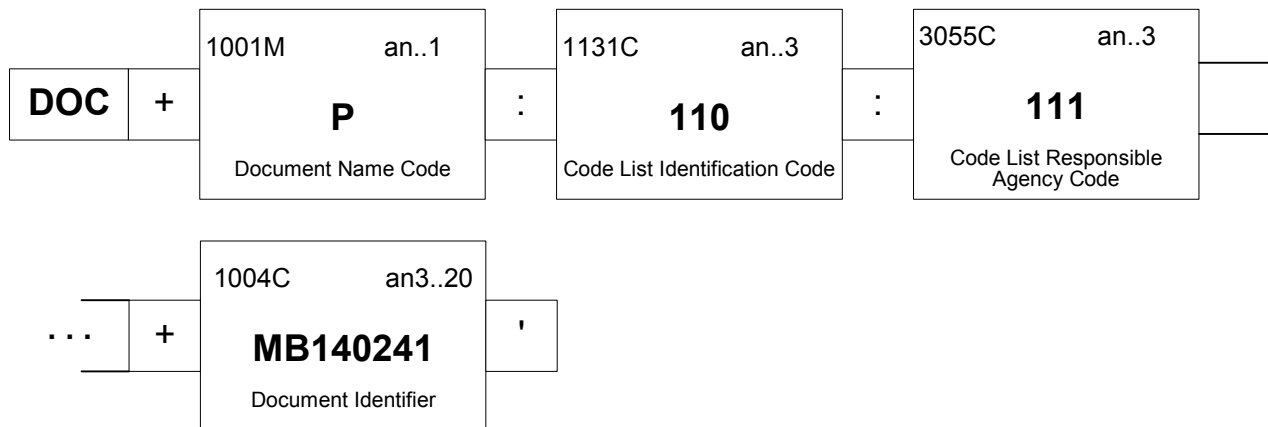 1001M an..1
1131C an..3
3055C an..3
DOC + P : 110 : 111
Document Name Code
Code List Identification Code
Code List Responsible
Agency Code
1004C an3..20
... + MB140241 '
Document Identifier